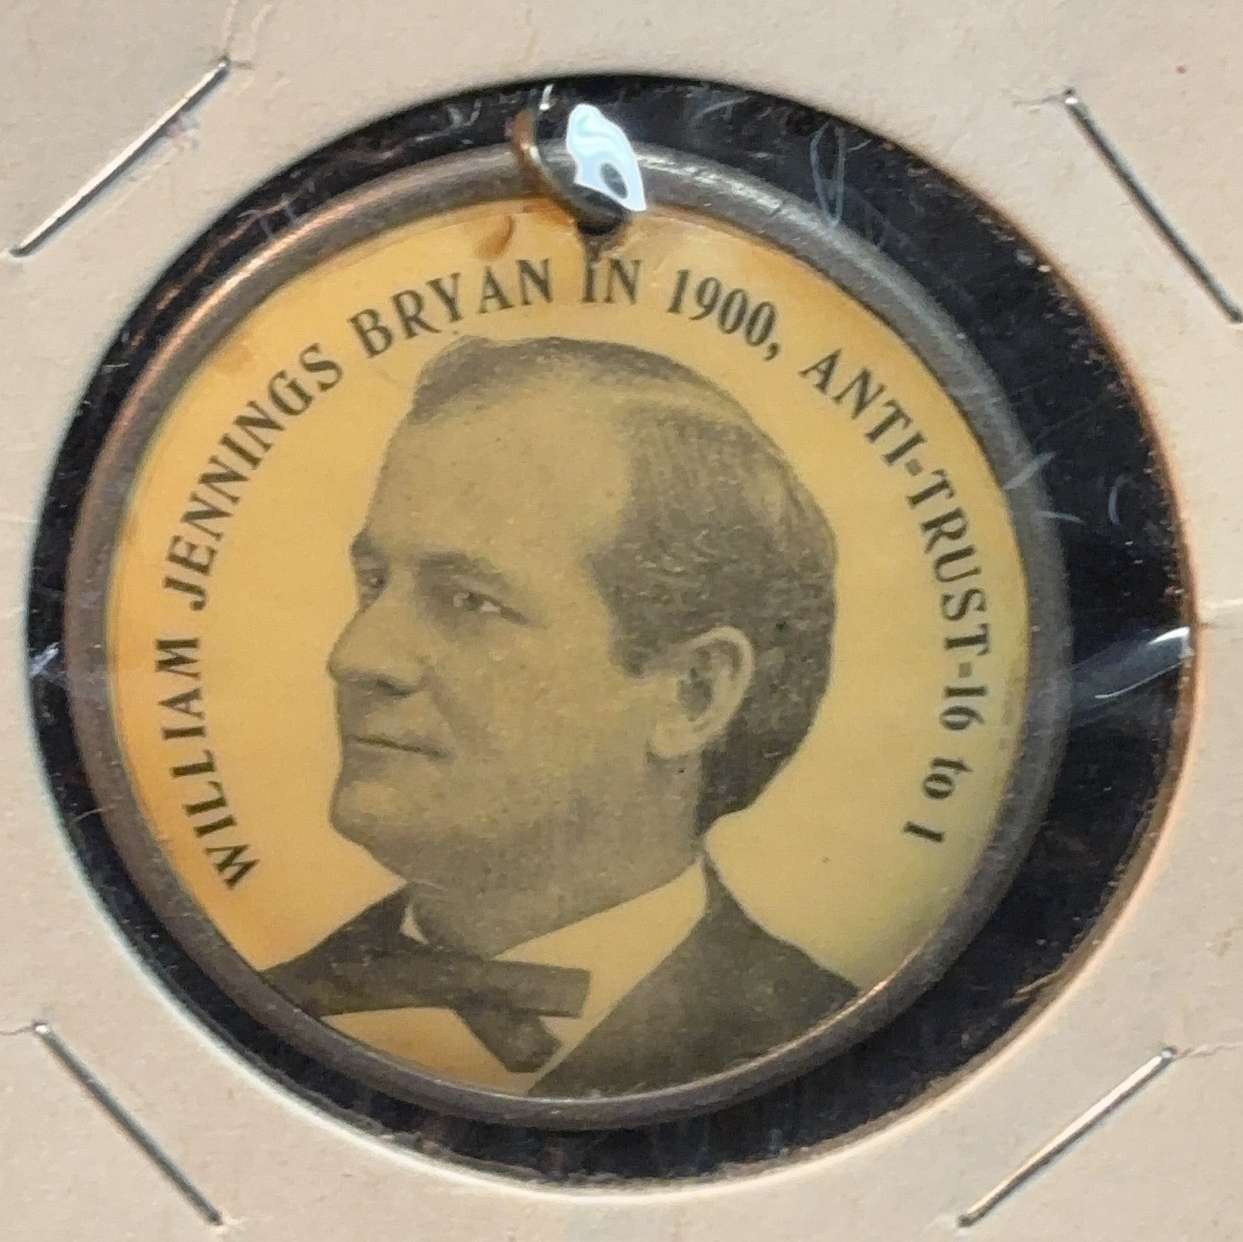 WILLIAM JENNINGS BRYAN IN 1900, ANTI-TRUST-16 to 1